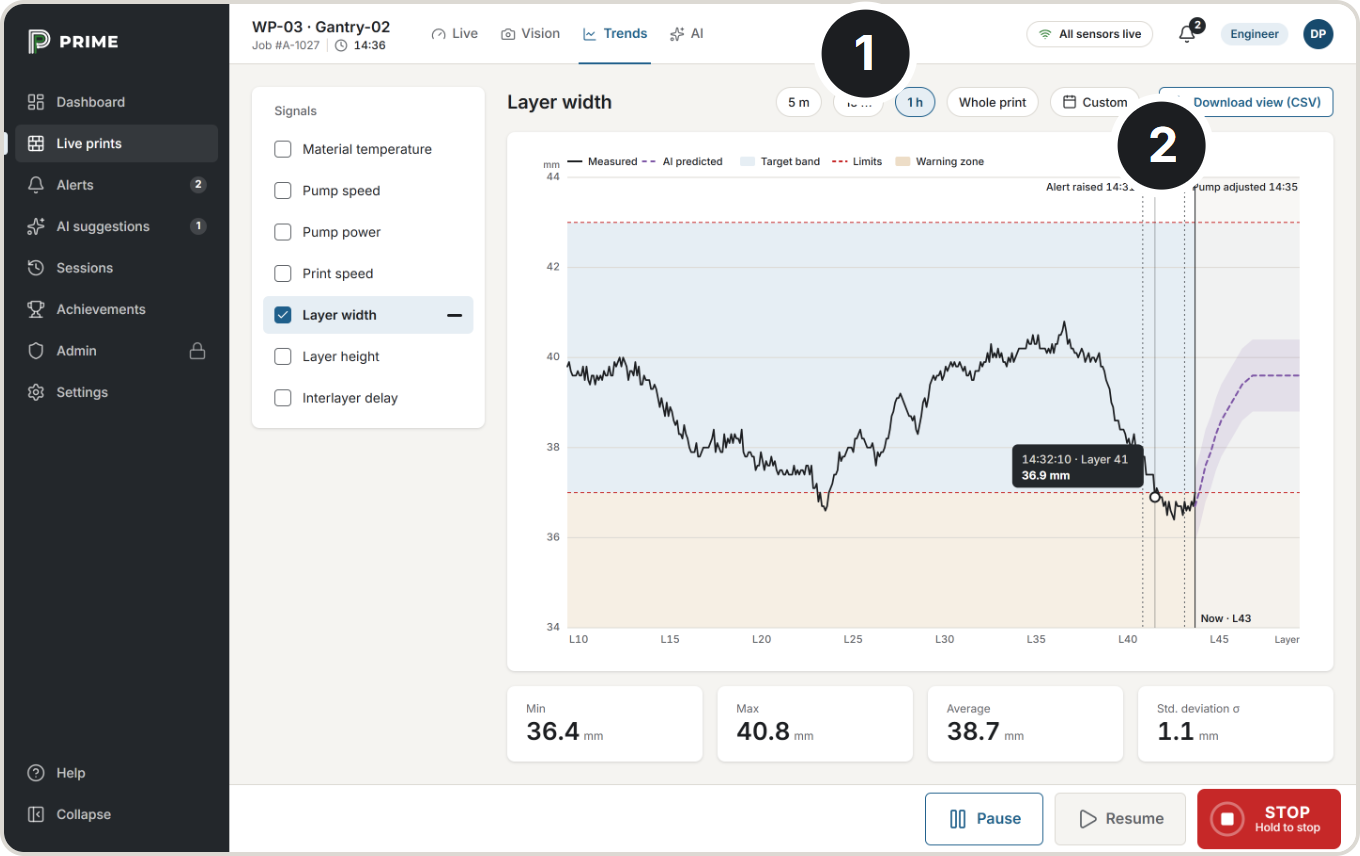 PRIME
Dashboard
Live prints
Alerts 2
AI suggestions 1
Sessions
Achievements
Admin
Settings
Help
Collapse
WP-03 · Gantry-02
Job #A-1027 14:36
Live
Vision
Trends
AI
All sensors live
2
Engineer
DP
1
2
Signals
Material temperature
Pump speed
Pump power
Print speed
Layer width
Layer height
Interlayer delay
Layer width
5 m
1 h
Whole print
Custom
Download view (CSV)
mm
Measured
AI predicted
Target band
Limits
Warning zone
44
42
40
38
36
34
Alert raised
Pump adjusted 14:35
14:32:10 · Layer 41
36.9 mm
Now · L43
L10 L15 L20 L25 L30 L35 L40 L45 Layer
Min
36.4 mm
Max
40.8 mm
Average
38.7 mm
Std. deviation σ
1.1 mm
Pause
Resume
STOP
Hold to stop